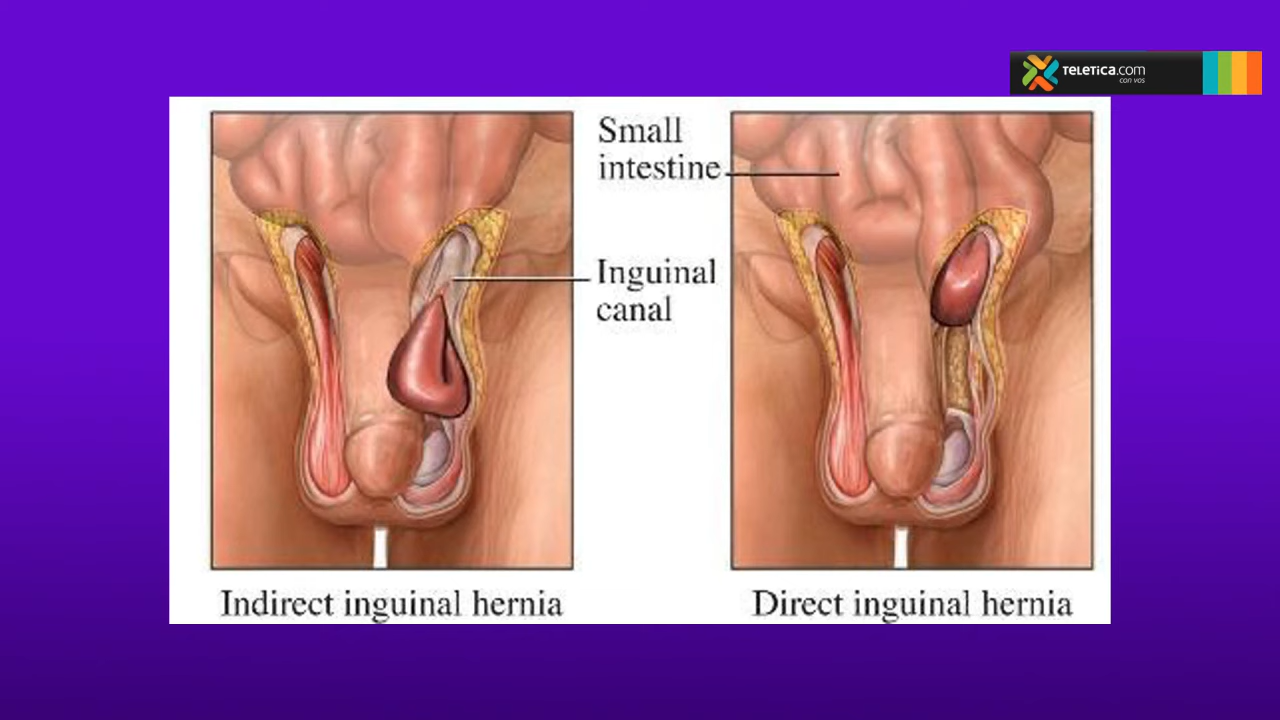 TELETICA.COM
con vos
Small
intestine
Inguinal
canal
Indirect inguinal hernia
Direct inguinal hernia